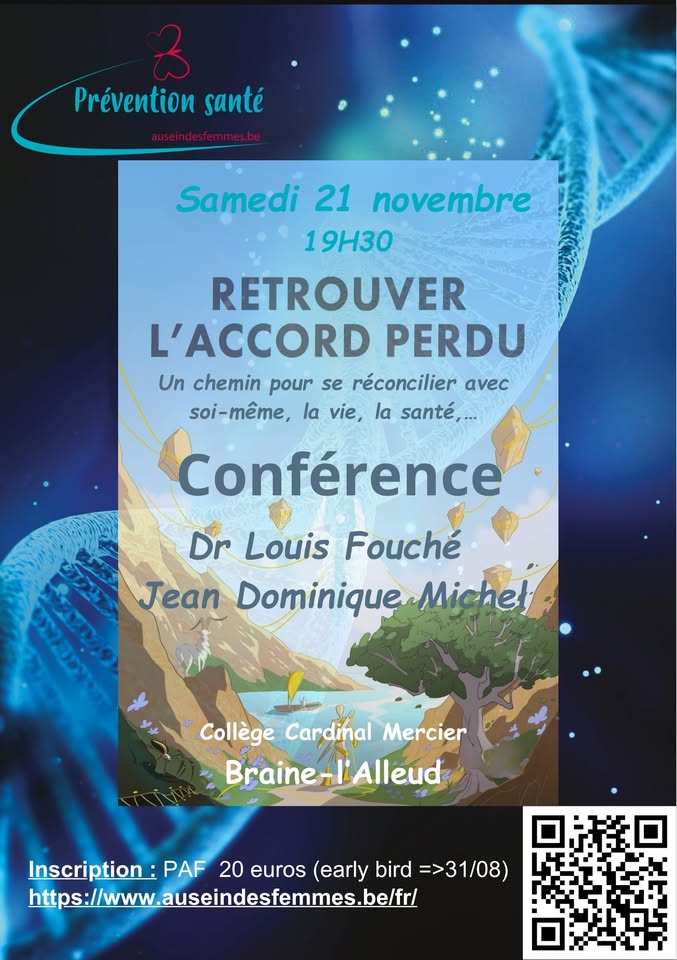 Prévention santé
auseindesfemmes.be
Samedi 21 novembre
19H30
RETROUVER
L'ACCORD PERDU
Un chemin pour se réconcilier avec
soi-même, la vie, la santé,...
Conférence
Dr Louis Fouché
Jean Dominique Michel
Collège Cardinal Mercier
Braine-l'Alleud
Inscription : PAF 20 euros (early bird =>31/08)
https://www.auseindesfemmes.be/fr/